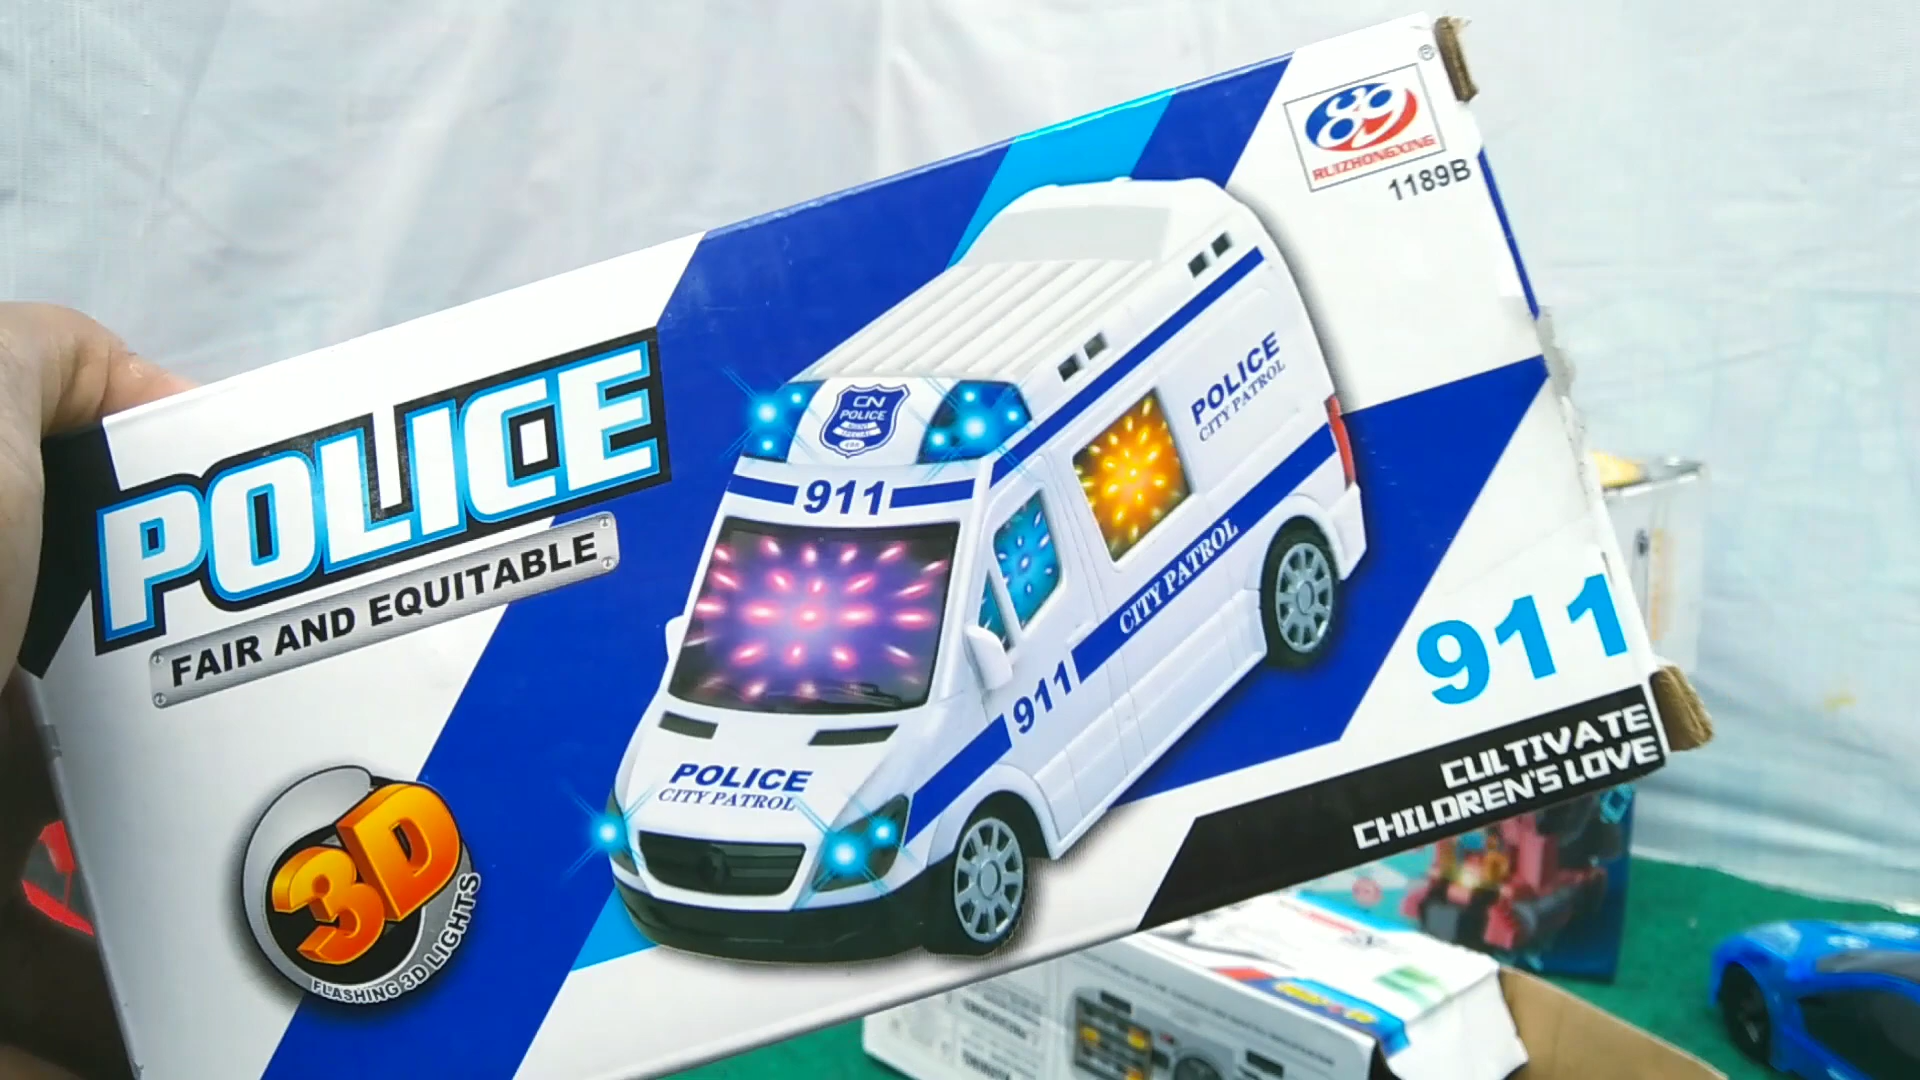 89
®
RUIZHONGXING
1189B
POLICE
FAIR AND EQUITABLE
CN
POLICE
911
POLICE
CITY PATROL
CITY PATROL
911
POLICE
CITY PATROL
911
3D
FLASHING 3D LIGHTS
CULTIVATE
CHILDREN'S LOVE